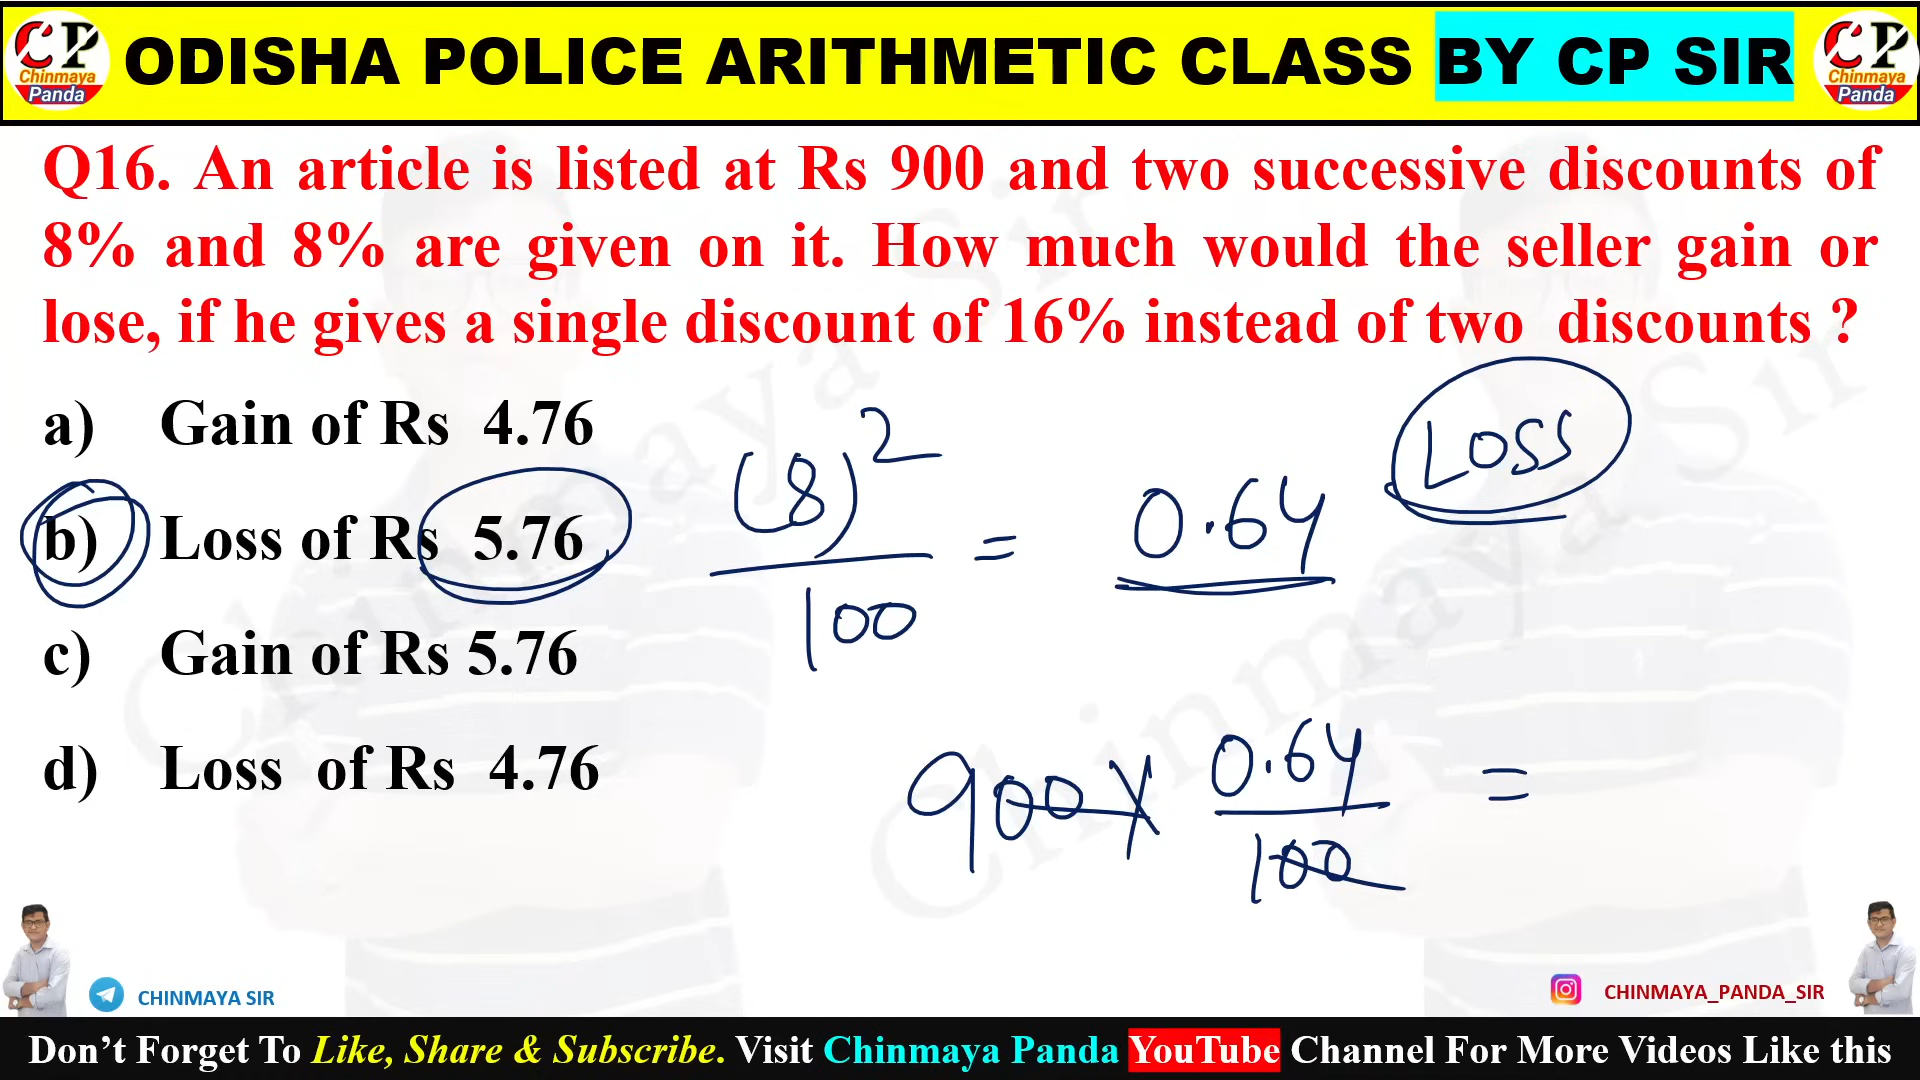 CP Chinmaya Panda
ODISHA POLICE ARITHMETIC CLASS BY CP SIR
CP Chinmaya Panda
Q16. An article is listed at Rs 900 and two successive discounts of
8% and 8% are given on it. How much would the seller gain or
lose, if he gives a single discount of 16% instead of two discounts ?
a) Gain of Rs 4.76
b) Loss of Rs 5.76
c) Gain of Rs 5.76
d) Loss of Rs 4.76
(8)²
100
=
0.64
LOSS
900 × 0.64 =
100
Chinmaya Sir
Chinmaya Sir
CHINMAYA SIR
CHINMAYA_PANDA_SIR
Don’t Forget To Like, Share & Subscribe. Visit Chinmaya Panda YouTube Channel For More Videos Like this